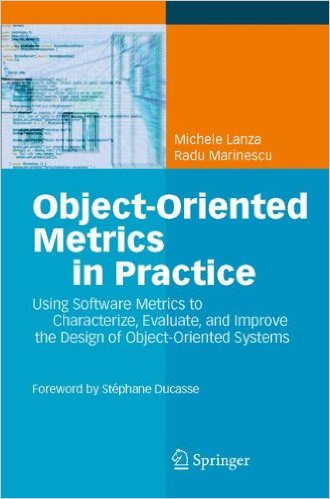 Michele Lanza
Radu Marinescu
Object-Oriented
Metrics
in Practice
Using Software Metrics to
Characterize, Evaluate, and Improve
the Design of Object-Oriented Systems
Foreword by Stéphane Ducasse
Springer